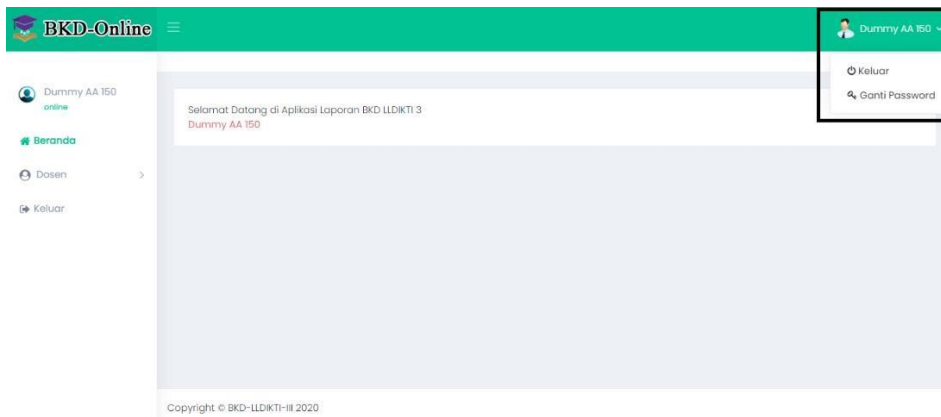 BKD-Online
Dummy AA 150
Keluar
Ganti Password
Dummy AA 150
online
Beranda
Dosen
Keluar
Selamat Datang di Aplikasi Laporan BKD LLDIKTI 3
Dummy AA 150
Copyright © BKD-LLDIKTI-III 2020